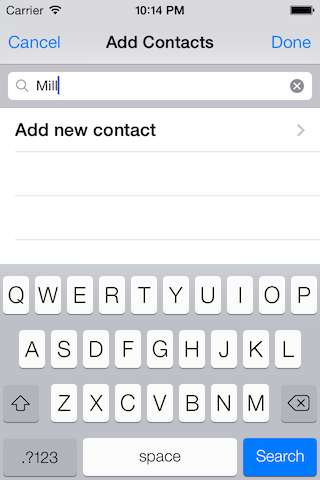 Carrier 10:14 PM
Cancel Add Contacts Done
Mill
Add new contact
Q W E R T Y U I O P
A S D F G H J K L
Z X C V B N M
.?123 space Search